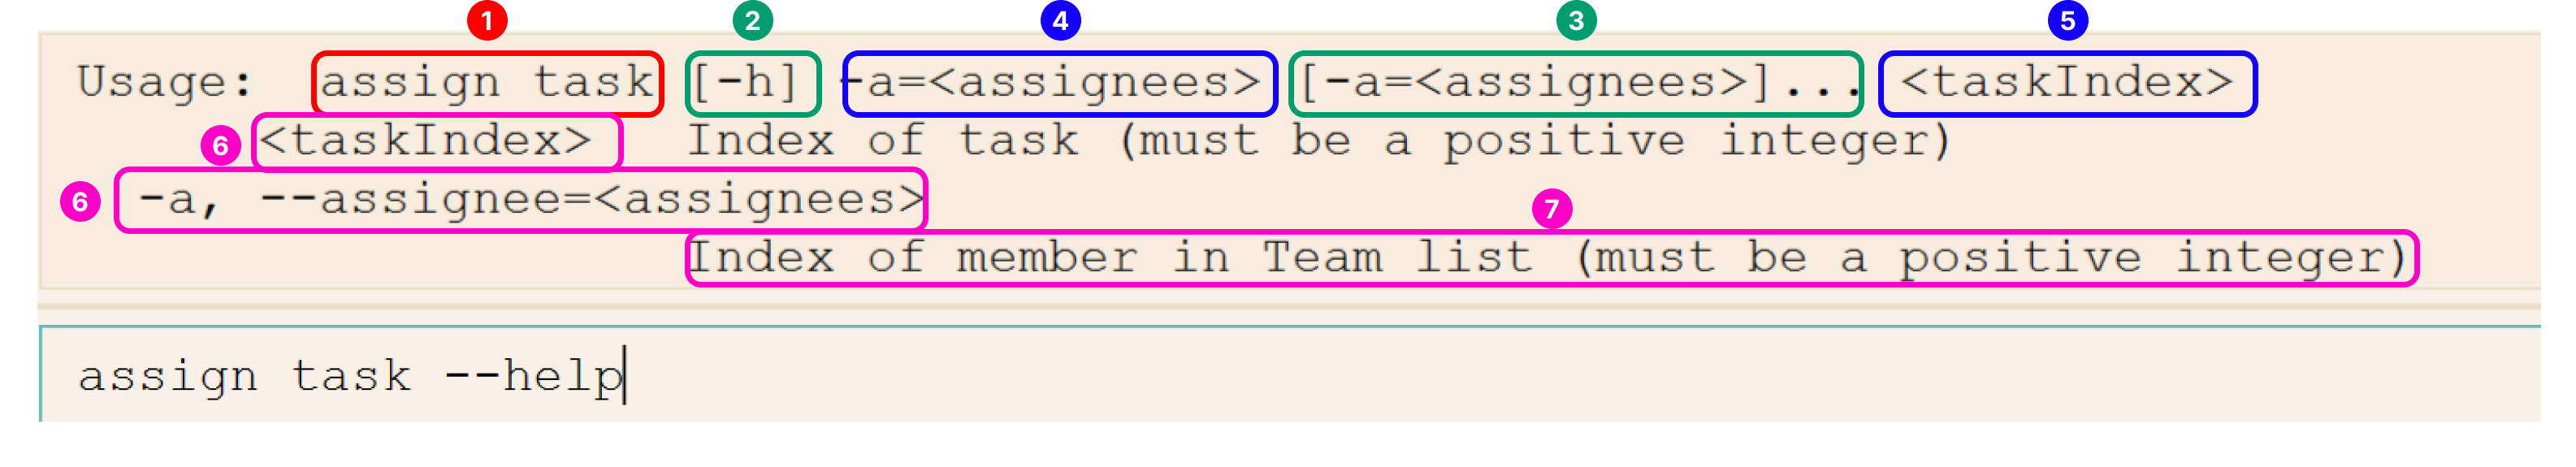 1 2 4 3 5
Usage: assign task [-h] -a=<assignees> [-a=<assignees>]... <taskIndex>
6 <taskIndex> Index of task (must be a positive integer)
6 -a, --assignee=<assignees>
7
Index of member in Team list (must be a positive integer)
assign task --help